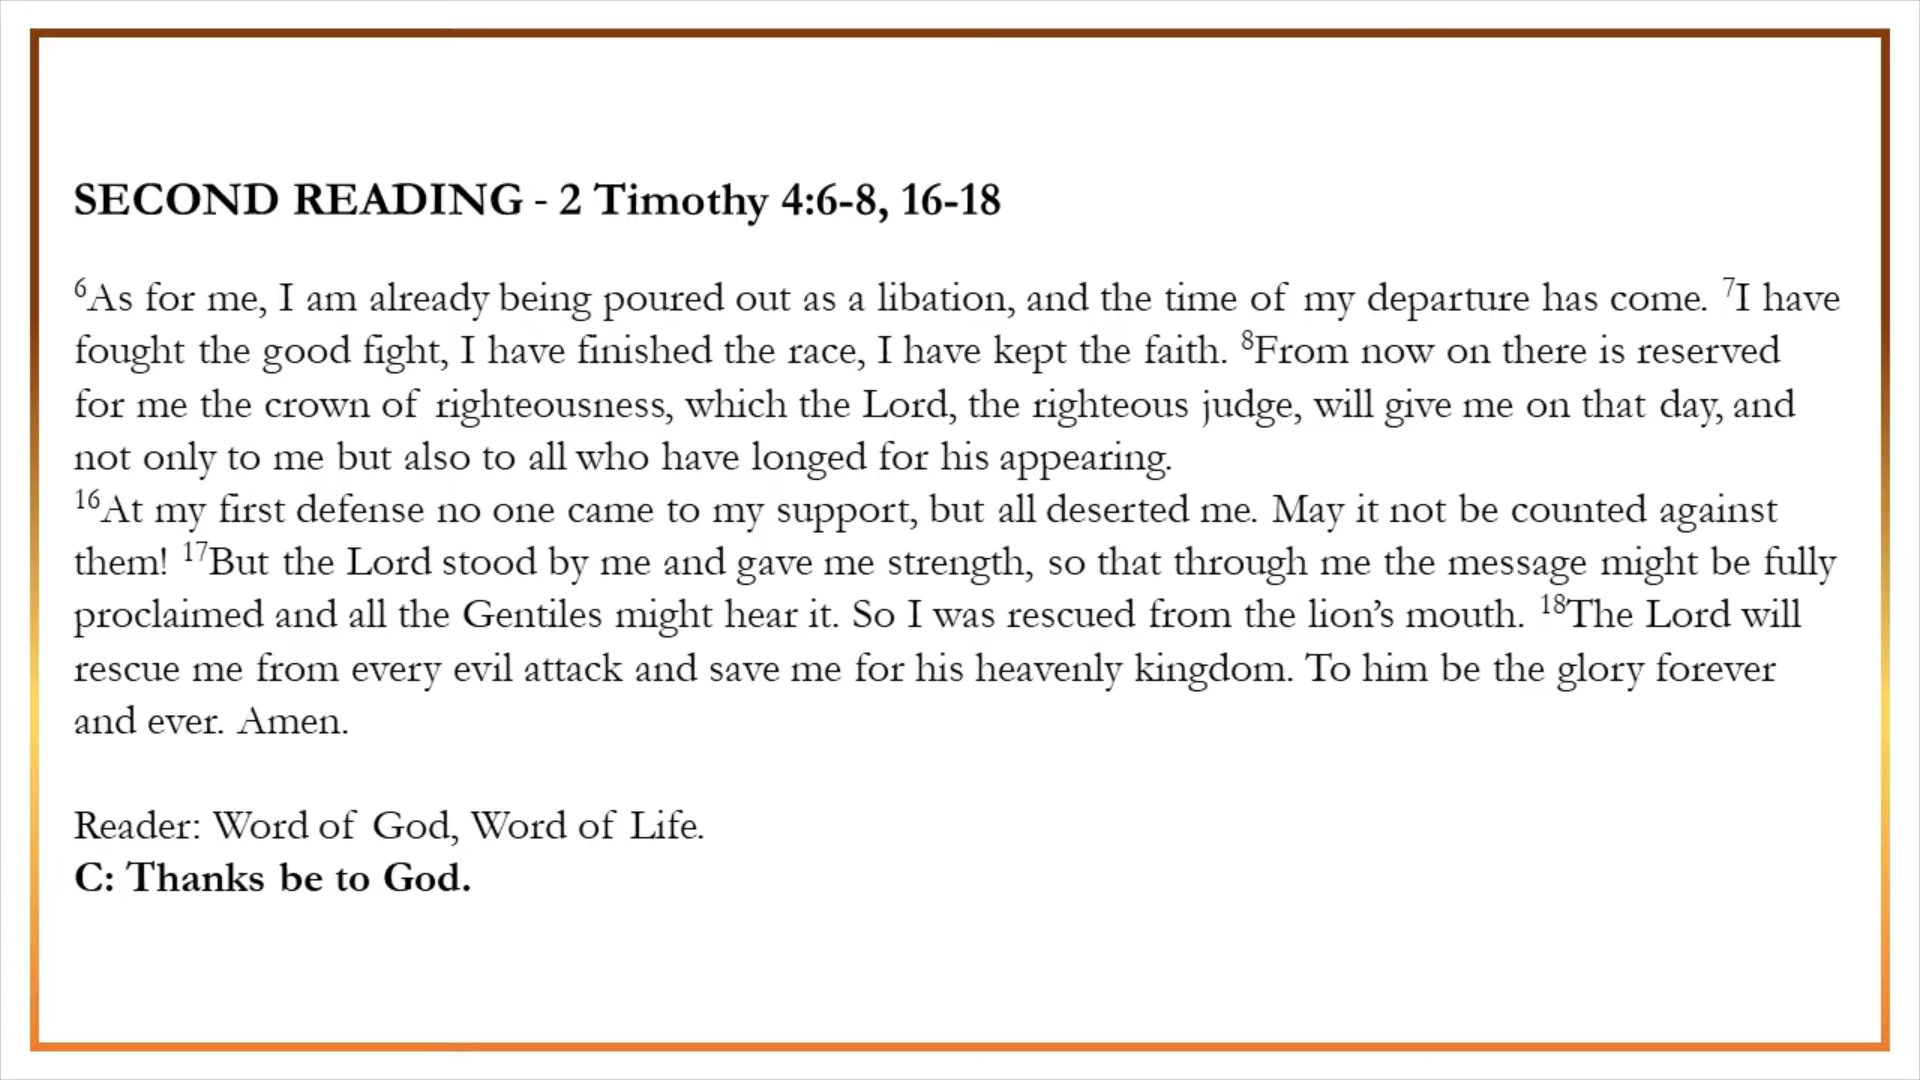 SECOND READING - 2 Timothy 4:6-8, 16-18
⁶As for me, I am already being poured out as a libation, and the time of my departure has come. ⁷I have
fought the good fight, I have finished the race, I have kept the faith. ⁸From now on there is reserved
for me the crown of righteousness, which the Lord, the righteous judge, will give me on that day, and
not only to me but also to all who have longed for his appearing.
¹⁶At my first defense no one came to my support, but all deserted me. May it not be counted against
them! ¹⁷But the Lord stood by me and gave me strength, so that through me the message might be fully
proclaimed and all the Gentiles might hear it. So I was rescued from the lion’s mouth. ¹⁸The Lord will
rescue me from every evil attack and save me for his heavenly kingdom. To him be the glory forever
and ever. Amen.
Reader: Word of God, Word of Life.
C: Thanks be to God.